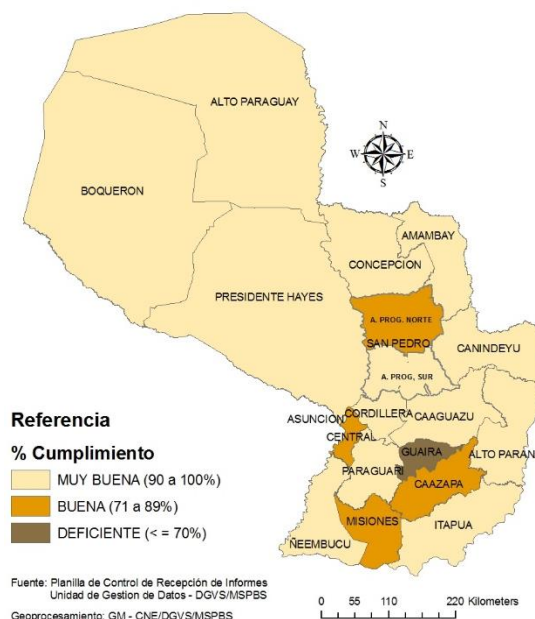 ALTO PARAGUAY
N
W E
S
BOQUERON
AMAMBAY
CONCEPCION
PRESIDENTE HAYES
A. PROG. NORTE
SAN PEDRO
CANINDEYU
A. PROG, SUR
ASUNCION
CORDILLERA
CAAGUAZU
CENTRAL
GUAIRA
ALTO PARAN
PARAGUARI
CAAZAPA
MISIONES
ITAPUA
ÑEEMBUCU
Referencia
% Cumplimiento
MUY BUENA (90 a 100%)
BUENA (71 a 89%)
DEFICIENTE (< = 70%)
Fuente: Planilla de Control de Recepción de Informes
Unidad de Gestion de Datos - DGVS/MSPBS
Geoprocesamiento: GM - CNE/DGVS/MSPBS
0 55 110 220 Kilometers